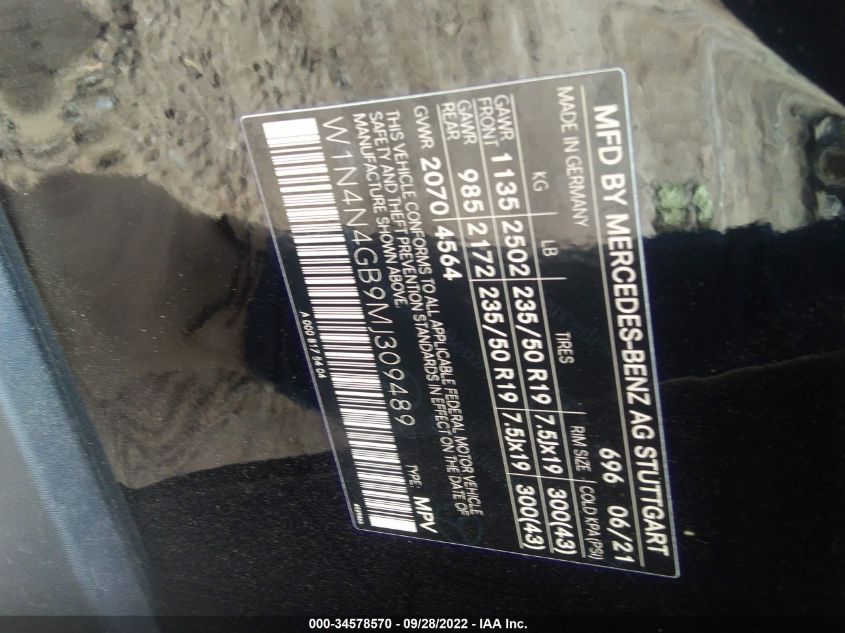 MFD BY MERCEDES-BENZ AG STUTTGART
MADE IN GERMANY 696 06/21
KG LB TIRES RIM SIZE COLD KPA(PSI)
GAWR FRONT 1135 2502 235/50 R19 7.5Jx19 300(43)
GAWR REAR 985 2172 235/50 R19 7.5Jx19 300(43)
GVWR 2070 4564
THIS VEHICLE CONFORMS TO ALL APPLICABLE FEDERAL MOTOR VEHICLE
SAFETY AND THEFT PREVENTION STANDARDS IN EFFECT ON THE DATE OF
MANUFACTURE SHOWN ABOVE.
W1N4N4GB9MJ309489 TYPE: MPV
000-34578570 - 09/28/2022 - IAA Inc.